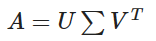 A = U ∑ V^T